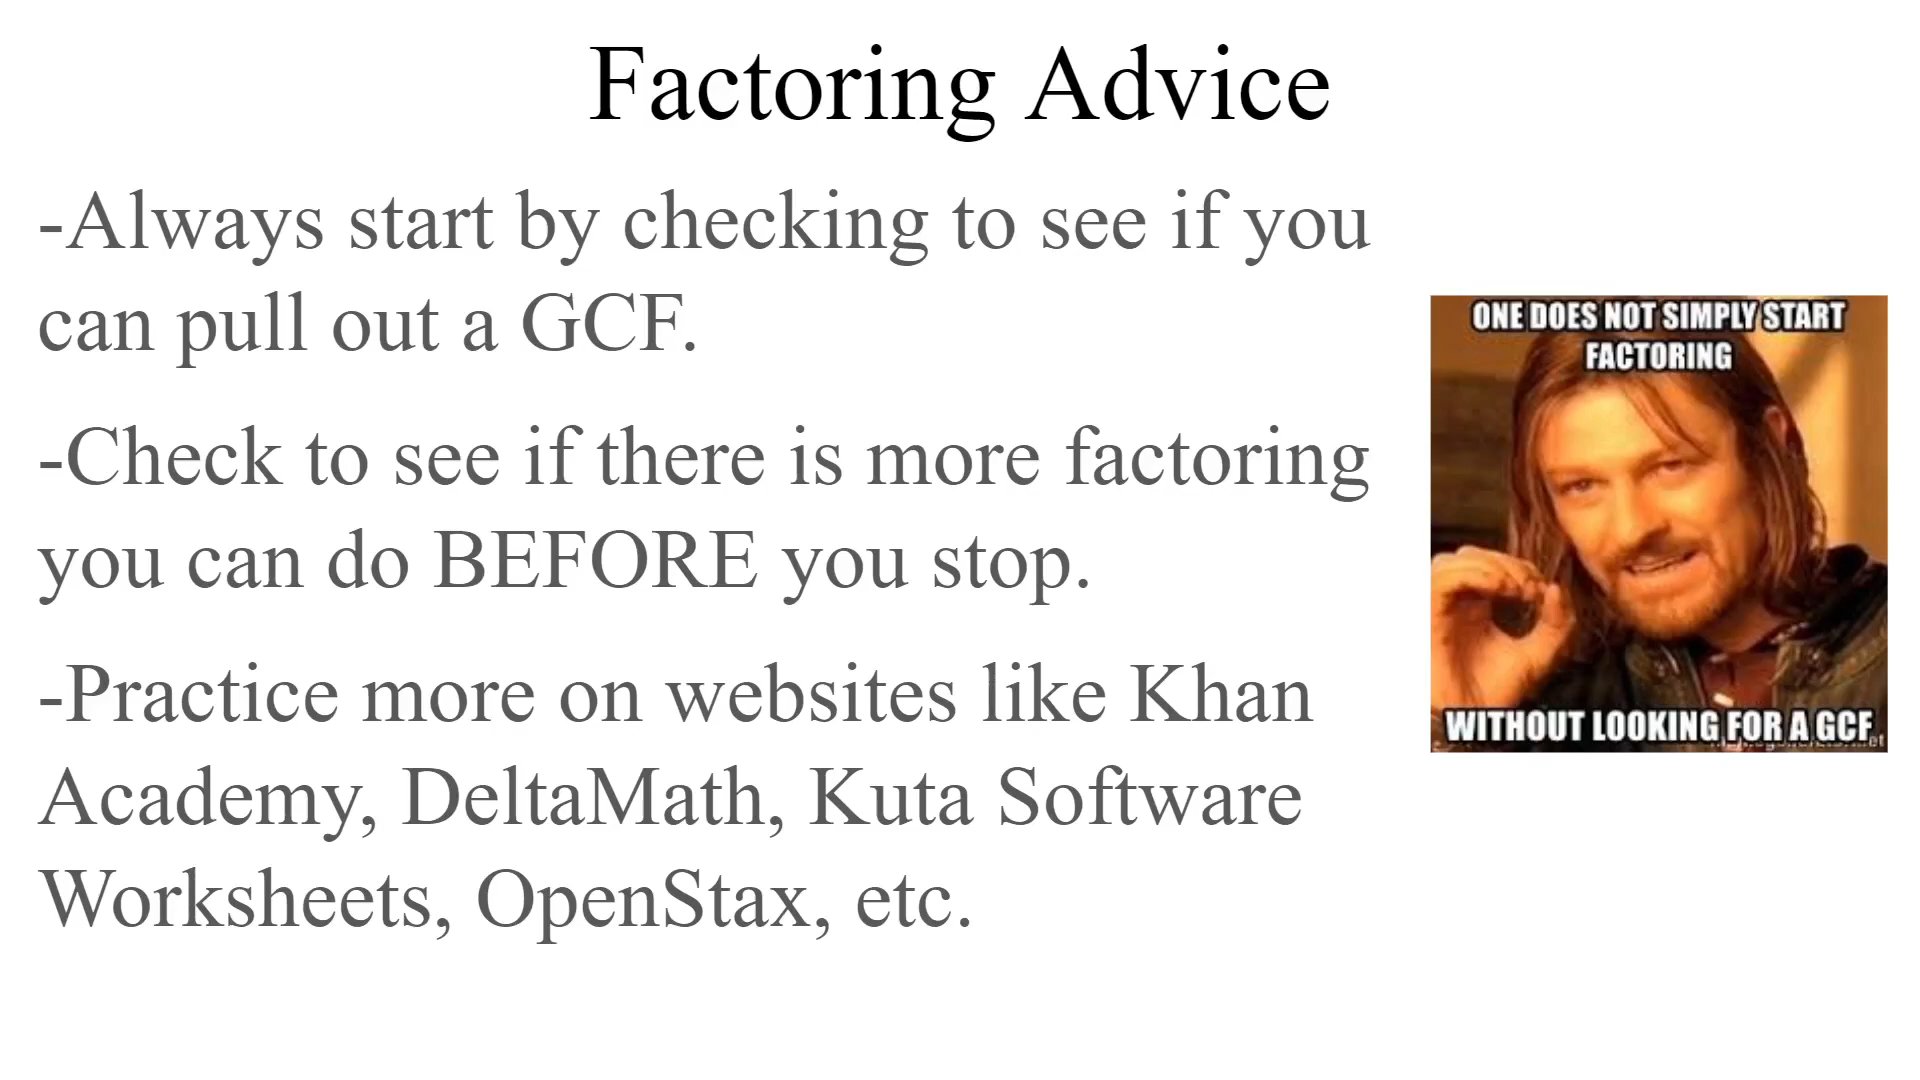 Factoring Advice
-Always start by checking to see if you
can pull out a GCF.
-Check to see if there is more factoring
you can do BEFORE you stop.
-Practice more on websites like Khan
Academy, DeltaMath, Kuta Software
Worksheets, OpenStax, etc.
ONE DOES NOT SIMPLY START
FACTORING
WITHOUT LOOKING FOR A GCF